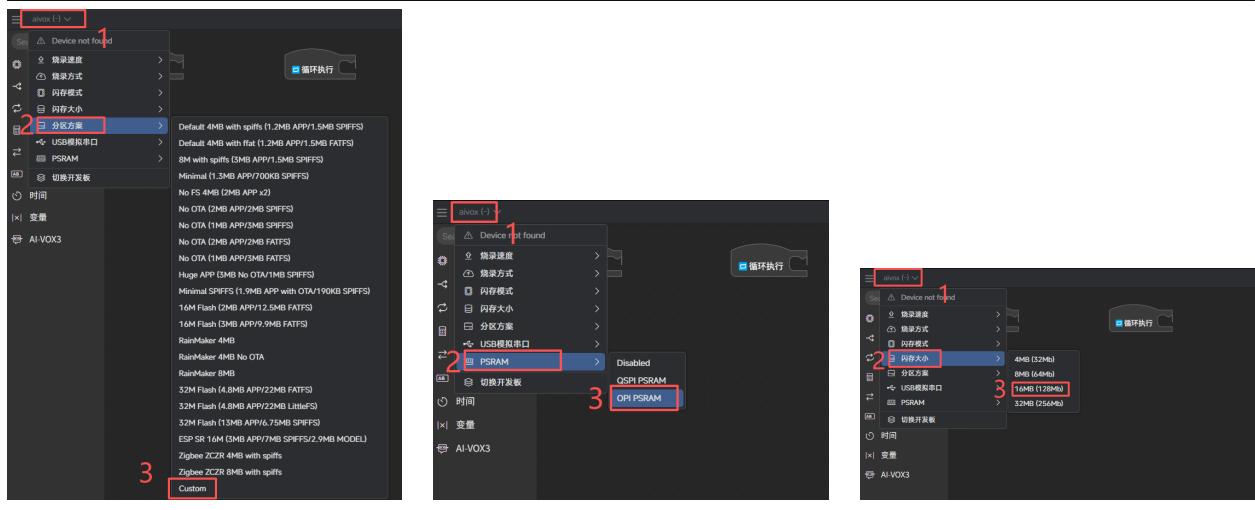 aivox (-)
1
Sea
Device not found
烧录速度
烧录方式
闪存模式
闪存大小
2
分区方案
USB模拟串口
PSRAM
切换开发板
时间
变量
AI-VOX3
循环执行
Default 4MB with spiffs (1.2MB APP/1.5MB SPIFFS)
Default 4MB with ffat (1.2MB APP/1.5MB FATFS)
8M with spiffs (3MB APP/1.5MB SPIFFS)
Minimal (1.3MB APP/700KB SPIFFS)
No FS 4MB (2MB APP x2)
No OTA (2MB APP/2MB SPIFFS)
No OTA (1MB APP/3MB SPIFFS)
No OTA (2MB APP/2MB FATFS)
No OTA (1MB APP/3MB FATFS)
Huge APP (3MB No OTA/1MB SPIFFS)
Minimal SPIFFS (1.9MB APP with OTA/190KB SPIFFS)
16M Flash (2MB APP/12.5MB FATFS)
16M Flash (3MB APP/9.9MB FATFS)
RainMaker 4MB
RainMaker 4MB No OTA
RainMaker 8MB
32M Flash (4.8MB APP/22MB FATFS)
32M Flash (4.8MB APP/22MB LittleFS)
32M Flash (13MB APP/6.75MB SPIFFS)
ESP SR 16M (3MB APP/7MB SPIFFS/2.9MB MODEL)
Zigbee ZCZR 4MB with spiffs
Zigbee ZCZR 8MB with spiffs
3
Custom
aivox (-)
1
Sea
Device not found
烧录速度
烧录方式
闪存模式
闪存大小
分区方案
USB模拟串口
2
PSRAM
切换开发板
时间
变量
AI-VOX3
循环执行
Disabled
QSPI PSRAM
3
OPI PSRAM
aivox (-)
1
Sea
Device not found
烧录速度
烧录方式
闪存模式
2
闪存大小
分区方案
USB模拟串口
PSRAM
切换开发板
时间
变量
AI-VOX3
循环执行
4MB (32Mb)
8MB (64Mb)
3
16MB (128Mb)
32MB (256Mb)